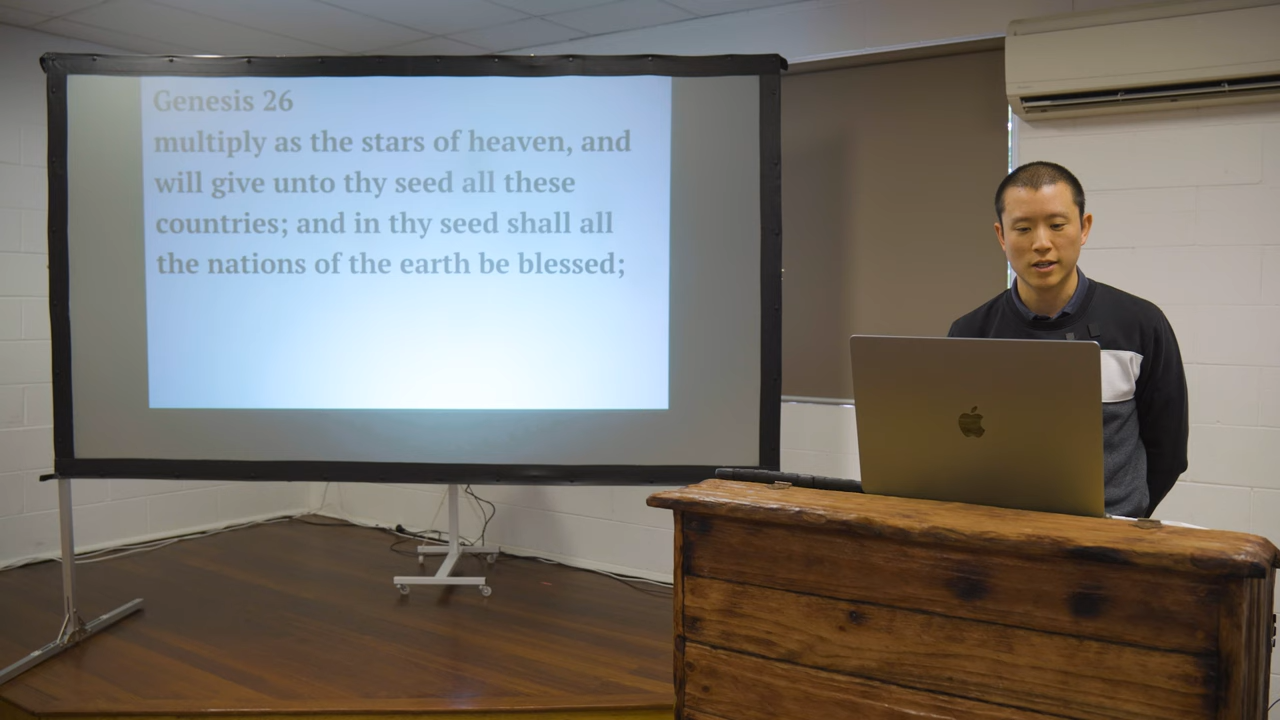 Genesis 26
multiply as the stars of heaven, and
will give unto thy seed all these
countries; and in thy seed shall all
the nations of the earth be blessed;